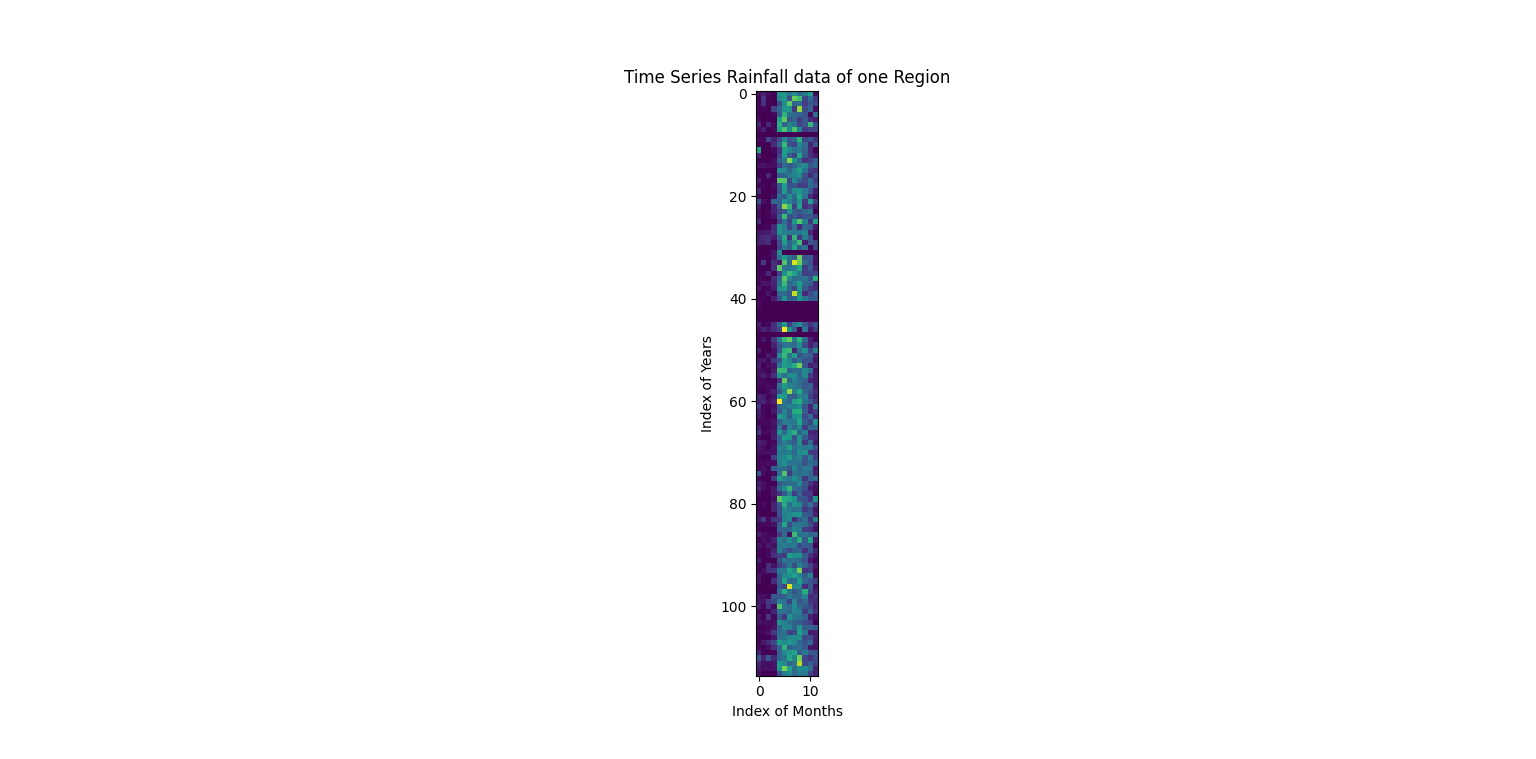 Time Series Rainfall data of one Region
0
20
40
60
80
100
Index of Years
0 10
Index of Months